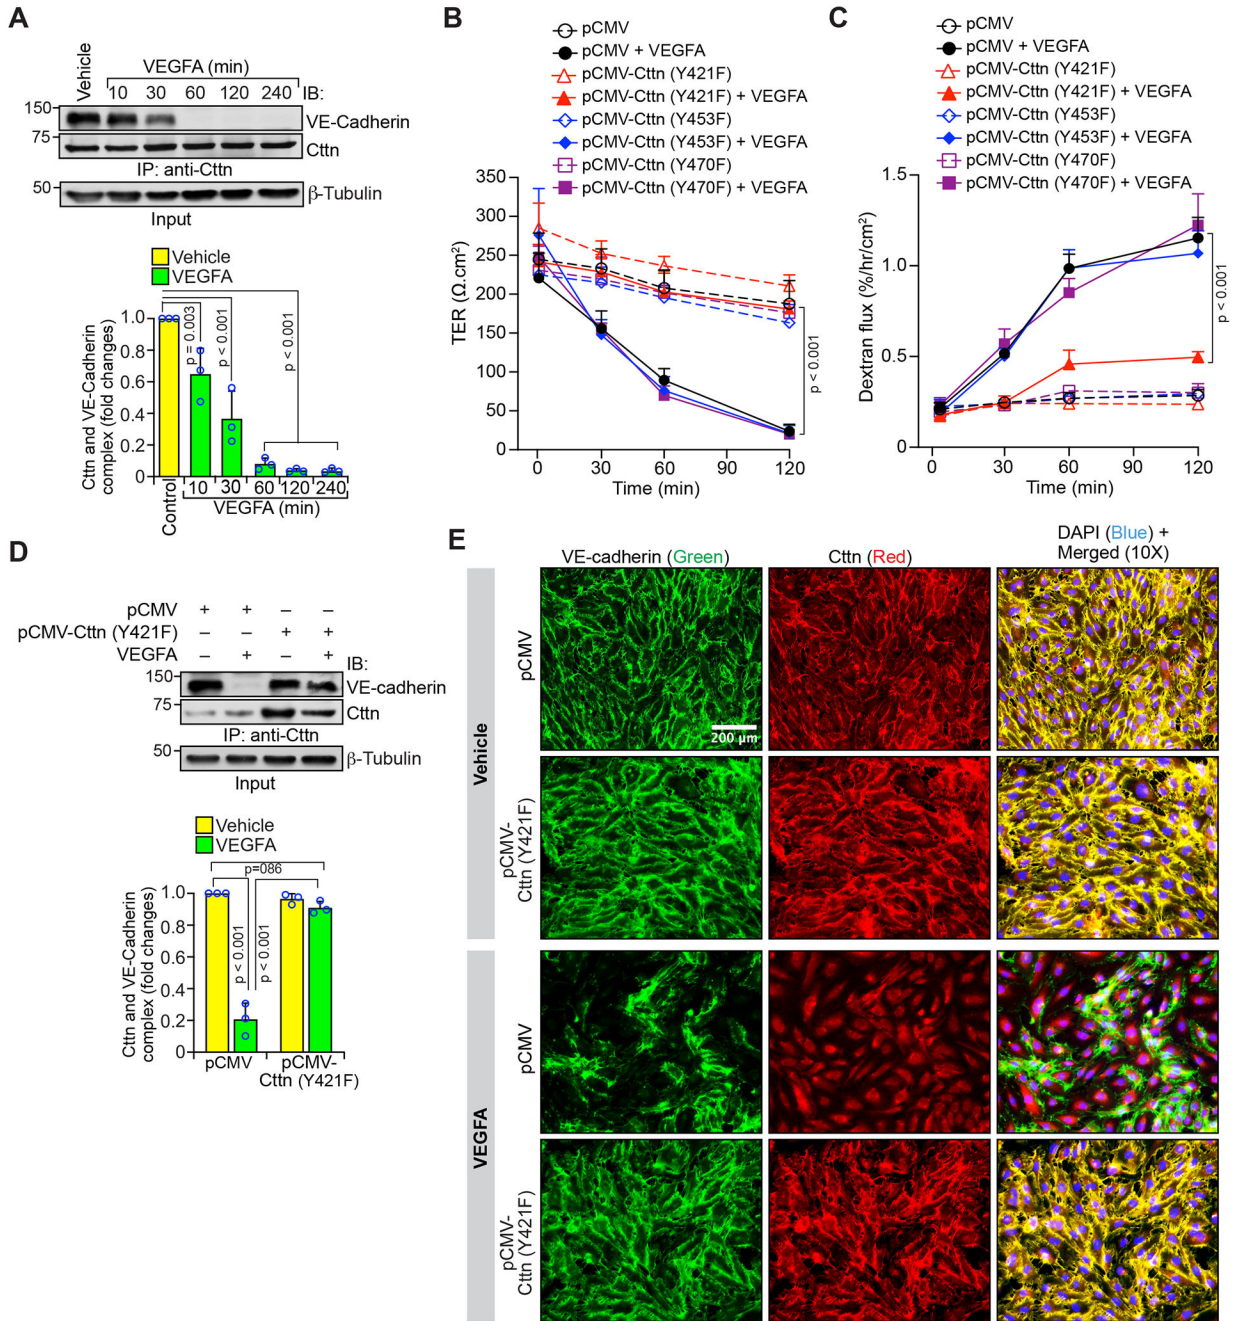 A
Vehicle
VEGFA (min)
10 30 60 120 240 IB:
150
VE-Cadherin
75
Cttn
IP: anti-Cttn
50
β-Tubulin
Input
Vehicle
VEGFA
Cttn and VE-Cadherin
complex (fold changes)
1.0
0.8
0.6
0.4
0.2
0
p = 0.003
p < 0.001
p < 0.001
Control
10 30 60 120 240
VEGFA (min)
B
pCMV
pCMV + VEGFA
pCMV-Cttn (Y421F)
pCMV-Cttn (Y421F) + VEGFA
pCMV-Cttn (Y453F)
pCMV-Cttn (Y453F) + VEGFA
pCMV-Cttn (Y470F)
pCMV-Cttn (Y470F) + VEGFA
TER (Ω.cm²)
350
300
250
200
150
100
50
0
p < 0.001
0 30 60 90 120
Time (min)
C
pCMV
pCMV + VEGFA
pCMV-Cttn (Y421F)
pCMV-Cttn (Y421F) + VEGFA
pCMV-Cttn (Y453F)
pCMV-Cttn (Y453F) + VEGFA
pCMV-Cttn (Y470F)
pCMV-Cttn (Y470F) + VEGFA
Dextran flux (%/hr/cm²)
1.5
1.0
0.5
0
p < 0.001
0 30 60 90 120
Time (min)
D
pCMV + + – –
pCMV-Cttn (Y421F) – – + +
VEGFA – + – +
IB:
150
VE-cadherin
75
Cttn
IP: anti-Cttn
50
β-Tubulin
Input
Vehicle
VEGFA
Cttn and VE-Cadherin
complex (fold changes)
1.0
0.8
0.6
0.4
0.2
0
p=086
p < 0.001
p < 0.001
pCMV
pCMV-
Cttn (Y421F)
E
VE-cadherin (Green)
Cttn (Red)
DAPI (Blue) +
Merged (10X)
Vehicle
pCMV
200 µm
pCMV-
Cttn (Y421F)
VEGFA
pCMV
pCMV-
Cttn (Y421F)